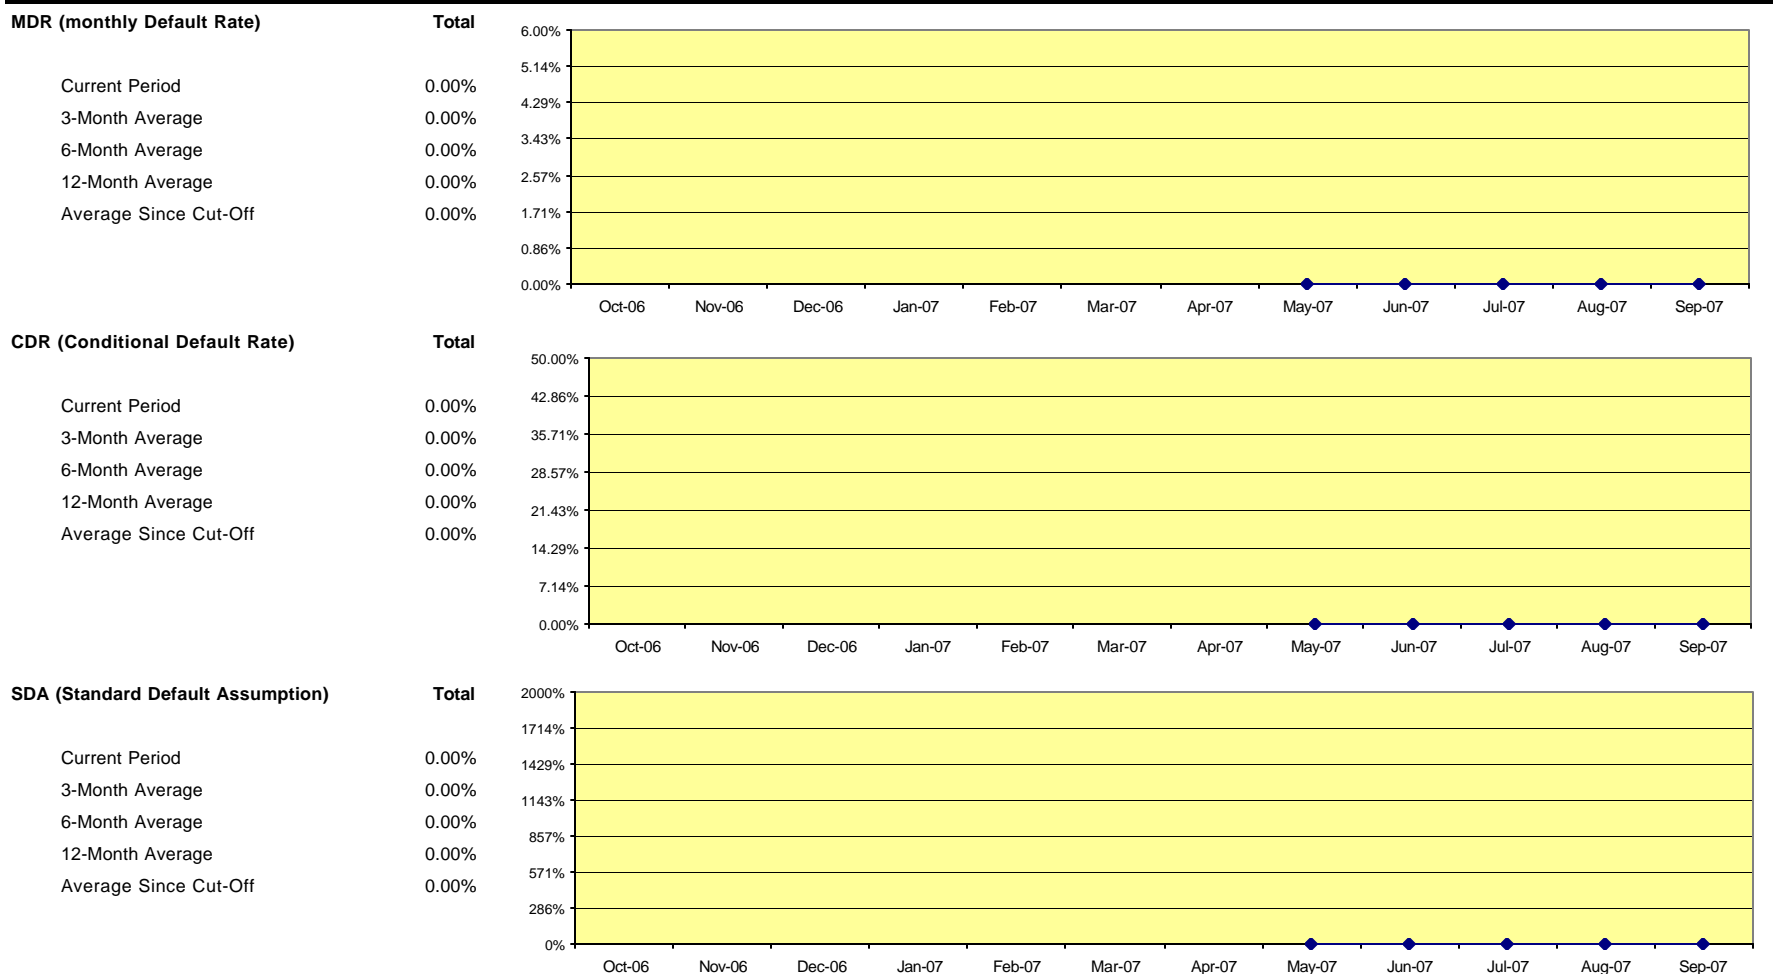 MDR (monthly Default Rate) Total
Current Period 0.00%
3-Month Average 0.00%
6-Month Average 0.00%
12-Month Average 0.00%
Average Since Cut-Off 0.00%
6.00%
5.14%
4.29%
3.43%
2.57%
1.71%
0.86%
0.00%
Oct-06 Nov-06 Dec-06 Jan-07 Feb-07 Mar-07 Apr-07 May-07 Jun-07 Jul-07 Aug-07 Sep-07
CDR (Conditional Default Rate) Total
Current Period 0.00%
3-Month Average 0.00%
6-Month Average 0.00%
12-Month Average 0.00%
Average Since Cut-Off 0.00%
50.00%
42.86%
35.71%
28.57%
21.43%
14.29%
7.14%
0.00%
Oct-06 Nov-06 Dec-06 Jan-07 Feb-07 Mar-07 Apr-07 May-07 Jun-07 Jul-07 Aug-07 Sep-07
SDA (Standard Default Assumption) Total
Current Period 0.00%
3-Month Average 0.00%
6-Month Average 0.00%
12-Month Average 0.00%
Average Since Cut-Off 0.00%
2000%
1714%
1429%
1143%
857%
571%
286%
0%
Oct-06 Nov-06 Dec-06 Jan-07 Feb-07 Mar-07 Apr-07 May-07 Jun-07 Jul-07 Aug-07 Sep-07